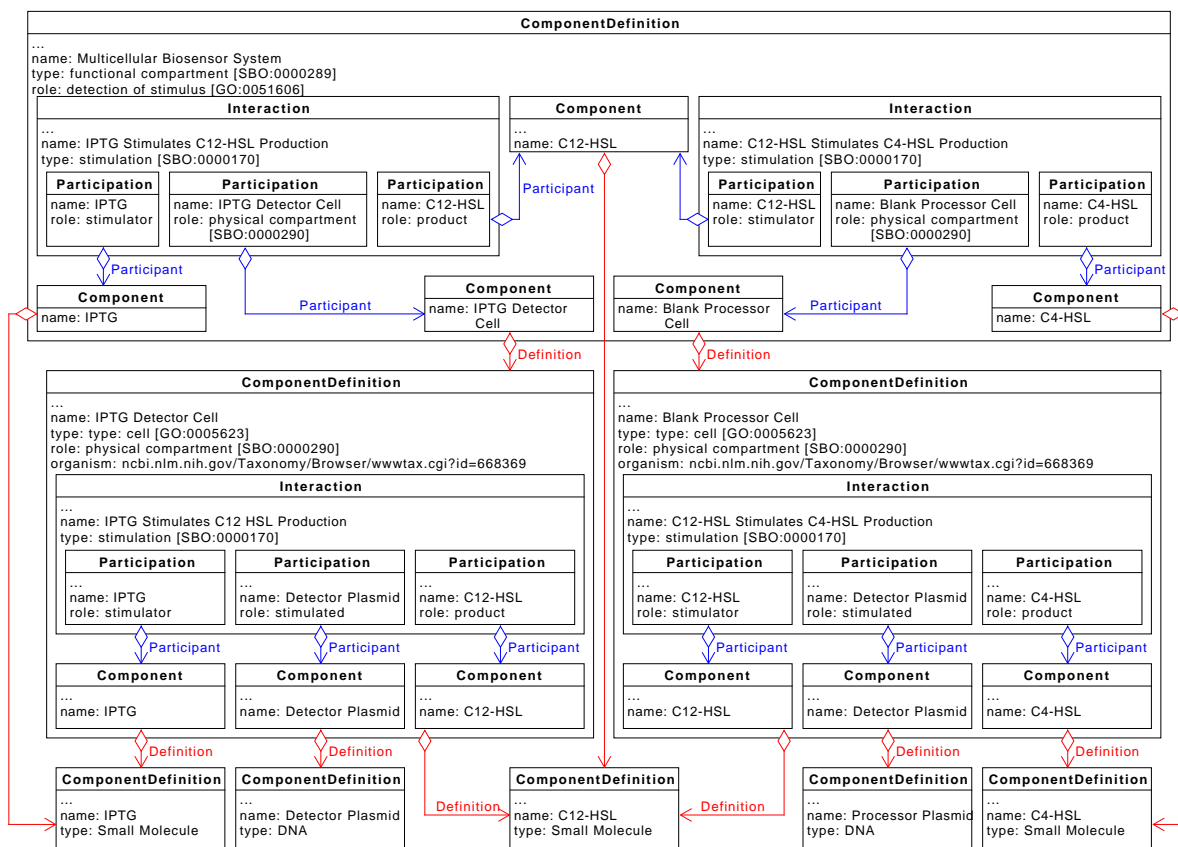 ComponentDefinition
...
name: Multicellular Biosensor System
type: functional compartment [SBO:0000289]
role: detection of stimulus [GO:0051606]
Interaction
...
name: IPTG Stimulates C12-HSL Production
type: stimulation [SBO:0000170]
Participation
name: IPTG
role: stimulator
Participation
name: IPTG Detector Cell
role: physical compartment
[SBO:0000290]
Participation
name: C12-HSL
role: product
Component
...
name: C12-HSL
Participant
Interaction
...
name: C12-HSL Stimulates C4-HSL Production
type: stimulation [SBO:0000170]
Participation
name: C12-HSL
role: stimulator
Participation
name: Blank Processor Cell
role: physical compartment
[SBO:0000290]
Participation
name: C4-HSL
role: product
Participant
Participant
Component
name: IPTG
Participant
Component
name: IPTG Detector
Cell
Component
name: Blank Processor
Cell
Participant
Component
name: C4-HSL
Definition
Definition
ComponentDefinition
...
name: IPTG Detector Cell
type: type: cell [GO:0005623]
role: physical compartment [SBO:0000290]
organism: ncbi.nlm.nih.gov/Taxonomy/Browser/wwwtax.cgi?id=668369
Interaction
...
name: IPTG Stimulates C12 HSL Production
type: stimulation [SBO:0000170]
Participation
...
name: IPTG
role: stimulator
Participation
...
name: Detector Plasmid
role: stimulated
Participation
...
name: C12-HSL
role: product
Participant
Participant
Participant
Component
...
name: IPTG
Component
...
name: Detector Plasmid
Component
...
name: C12-HSL
ComponentDefinition
...
name: Blank Processor Cell
type: type: cell [GO:0005623]
role: physical compartment [SBO:0000290]
organism: ncbi.nlm.nih.gov/Taxonomy/Browser/wwwtax.cgi?id=668369
Interaction
...
name: C12-HSL Stimulates C4-HSL Production
type: stimulation [SBO:0000170]
Participation
...
name: C12-HSL
role: stimulator
Participation
...
name: Detector Plasmid
role: stimulated
Participation
...
name: C4-HSL
role: product
Participant
Participant
Participant
Component
...
name: C12-HSL
Component
...
name: Detector Plasmid
Component
...
name: C4-HSL
Definition
Definition
Definition
Definition
Definition
Definition
ComponentDefinition
...
name: IPTG
type: Small Molecule
ComponentDefinition
...
name: Detector Plasmid
type: DNA
ComponentDefinition
...
name: C12-HSL
type: Small Molecule
ComponentDefinition
...
name: Processor Plasmid
type: DNA
ComponentDefinition
...
name: C4-HSL
type: Small Molecule